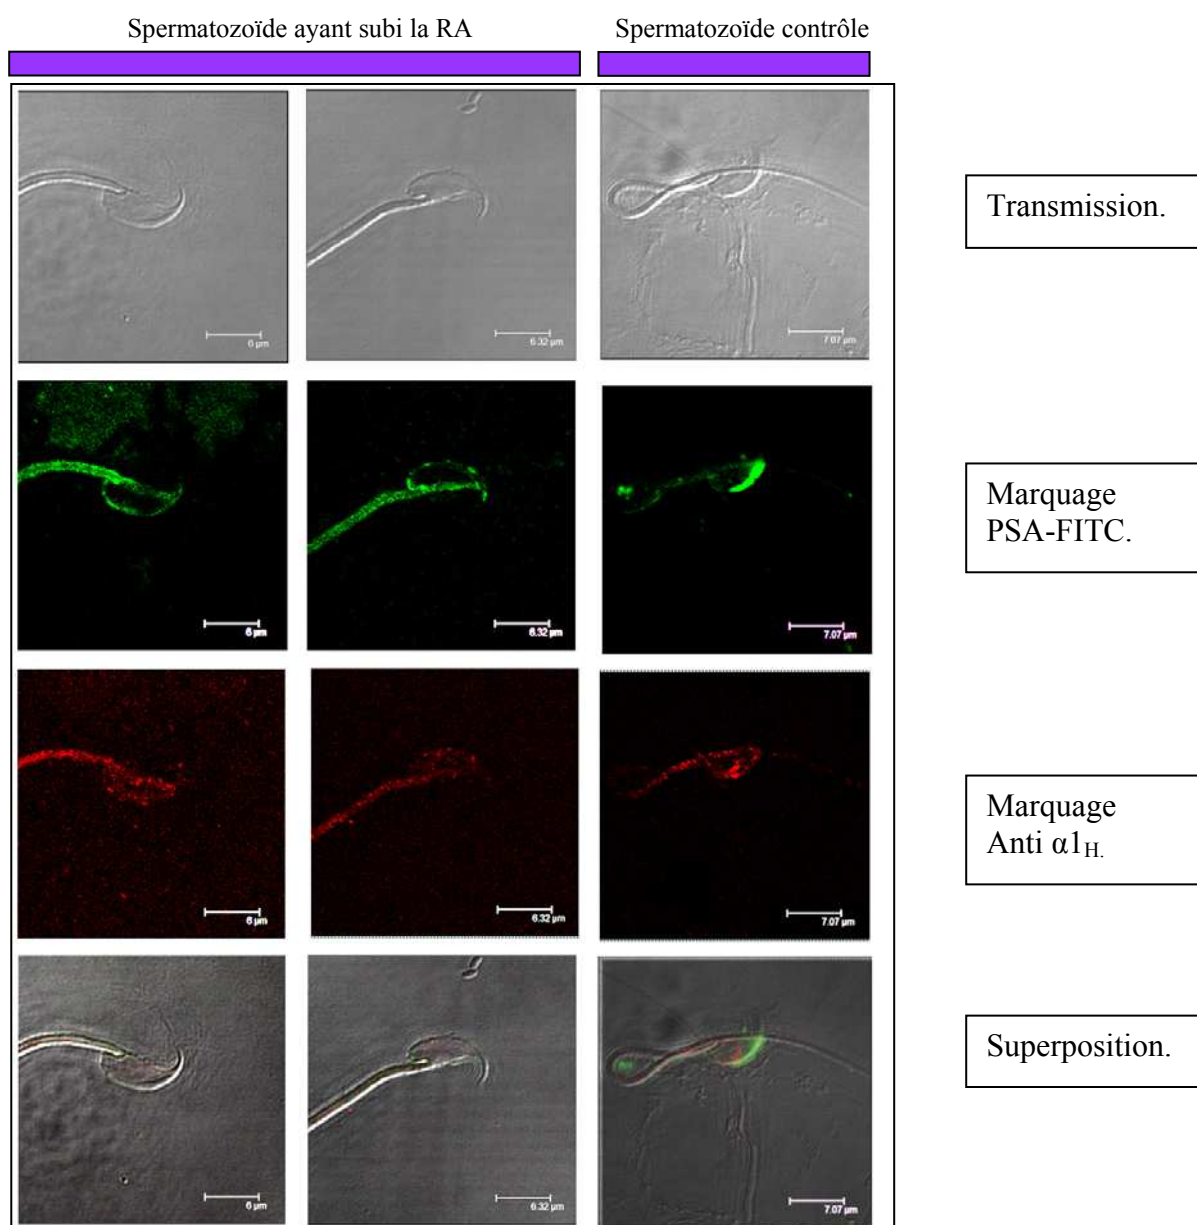 Spermatozoïde ayant subi la RA
Spermatozoïde contrôle
6 µm
6.32 µm
7.07 µm
Transmission.
6 µm
6.32 µm
7.07 µm
Marquage
PSA-FITC.
6 µm
6.32 µm
7.07 µm
Marquage
Anti α1H.
6 µm
6.32 µm
7.07 µm
Superposition.